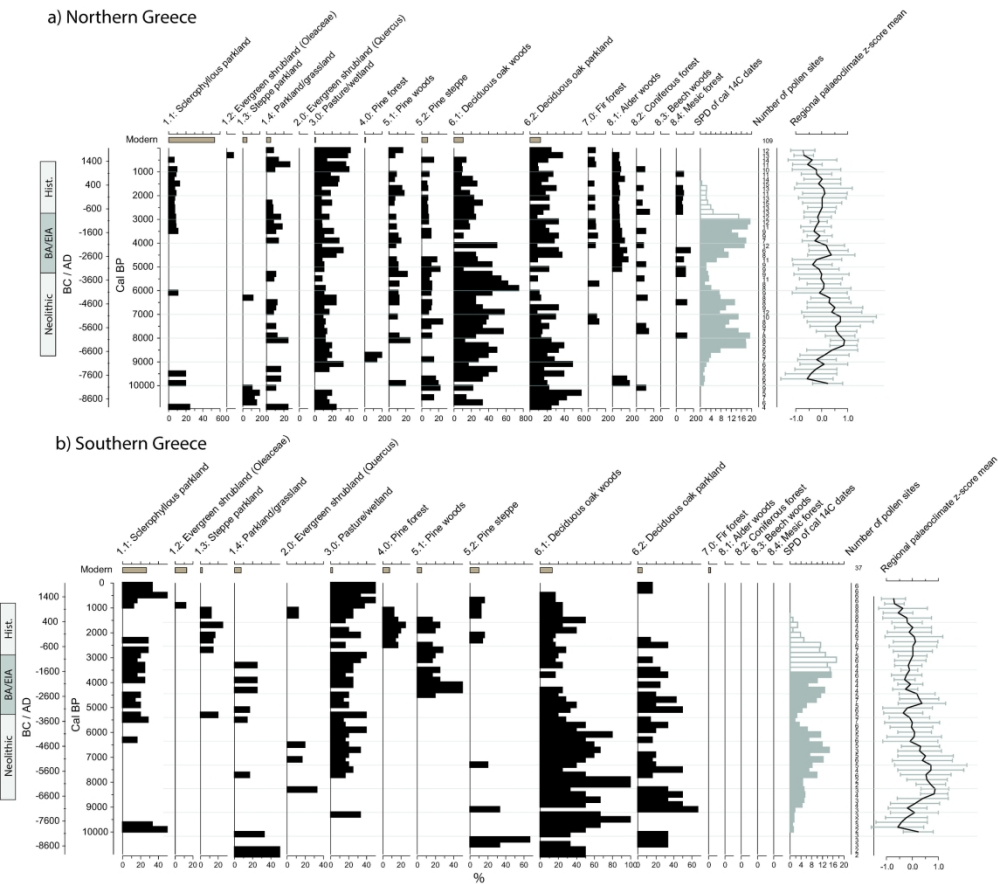 a) Northern Greece
1.1: Sclerophyllous parkland
1.2: Evergreen shrubland (Oleaceae)
1.3: Steppe parkland
1.4: Parkland/grassland
2.0: Evergreen shrubland (Quercus)
3.0: Pasture/wetland
4.0: Pine forest
5.1: Pine woods
5.2: Pine steppe
6.1: Deciduous oak woods
6.2: Deciduous oak parkland
7.0: Fir forest
8.1: Alder woods
8.2: Coniferous forest
8.3: Beech woods
8.4: Mesic forest
SPD of cal 14C dates
Number of pollen sites
Regional palaeoclimate z-score mean
Modern
109
Hist.
BA/EIA
Neolithic
BC / AD
1400
400
-600
-1600
-2600
-3600
-4600
-5600
-6600
-7600
-8600
Cal BP
1000
2000
3000
4000
5000
6000
7000
8000
9000
10000
0 20 40 60 0
0
0 20
0
0 20 40
0 20
0 20
0 20
0 20 40 60 80
0 20 40 60
0
0
0
0
0 4 8 12 16 20
-1.0 0.0 1.0
b) Southern Greece
1.1: Sclerophyllous parkland
1.2: Evergreen shrubland (Oleaceae)
1.3: Steppe parkland
1.4: Parkland/grassland
2.0: Evergreen shrubland (Quercus)
3.0: Pasture/wetland
4.0: Pine forest
5.1: Pine woods
5.2: Pine steppe
6.1: Deciduous oak woods
6.2: Deciduous oak parkland
7.0: Fir forest
8.1: Alder woods
8.2: Coniferous forest
8.3: Beech woods
8.4: Mesic forest
SPD of cal 14C dates
Number of pollen sites
Regional palaeoclimate z-score mean
Modern
37
Hist.
BA/EIA
Neolithic
BC / AD
1400
400
-600
-1600
-2600
-3600
-4600
-5600
-6600
-7600
-8600
Cal BP
0
1000
2000
3000
4000
5000
6000
7000
8000
9000
10000
0 20 40
0
0 20
0 20 40
0 20
0 20 40
0 20
0 20 40
0 20 40 60
0 20 40 60 80 100
0 20 40 60
0
0
0
0
0
0 4 8 12 16 20
-1.0 0.0 1.0
%